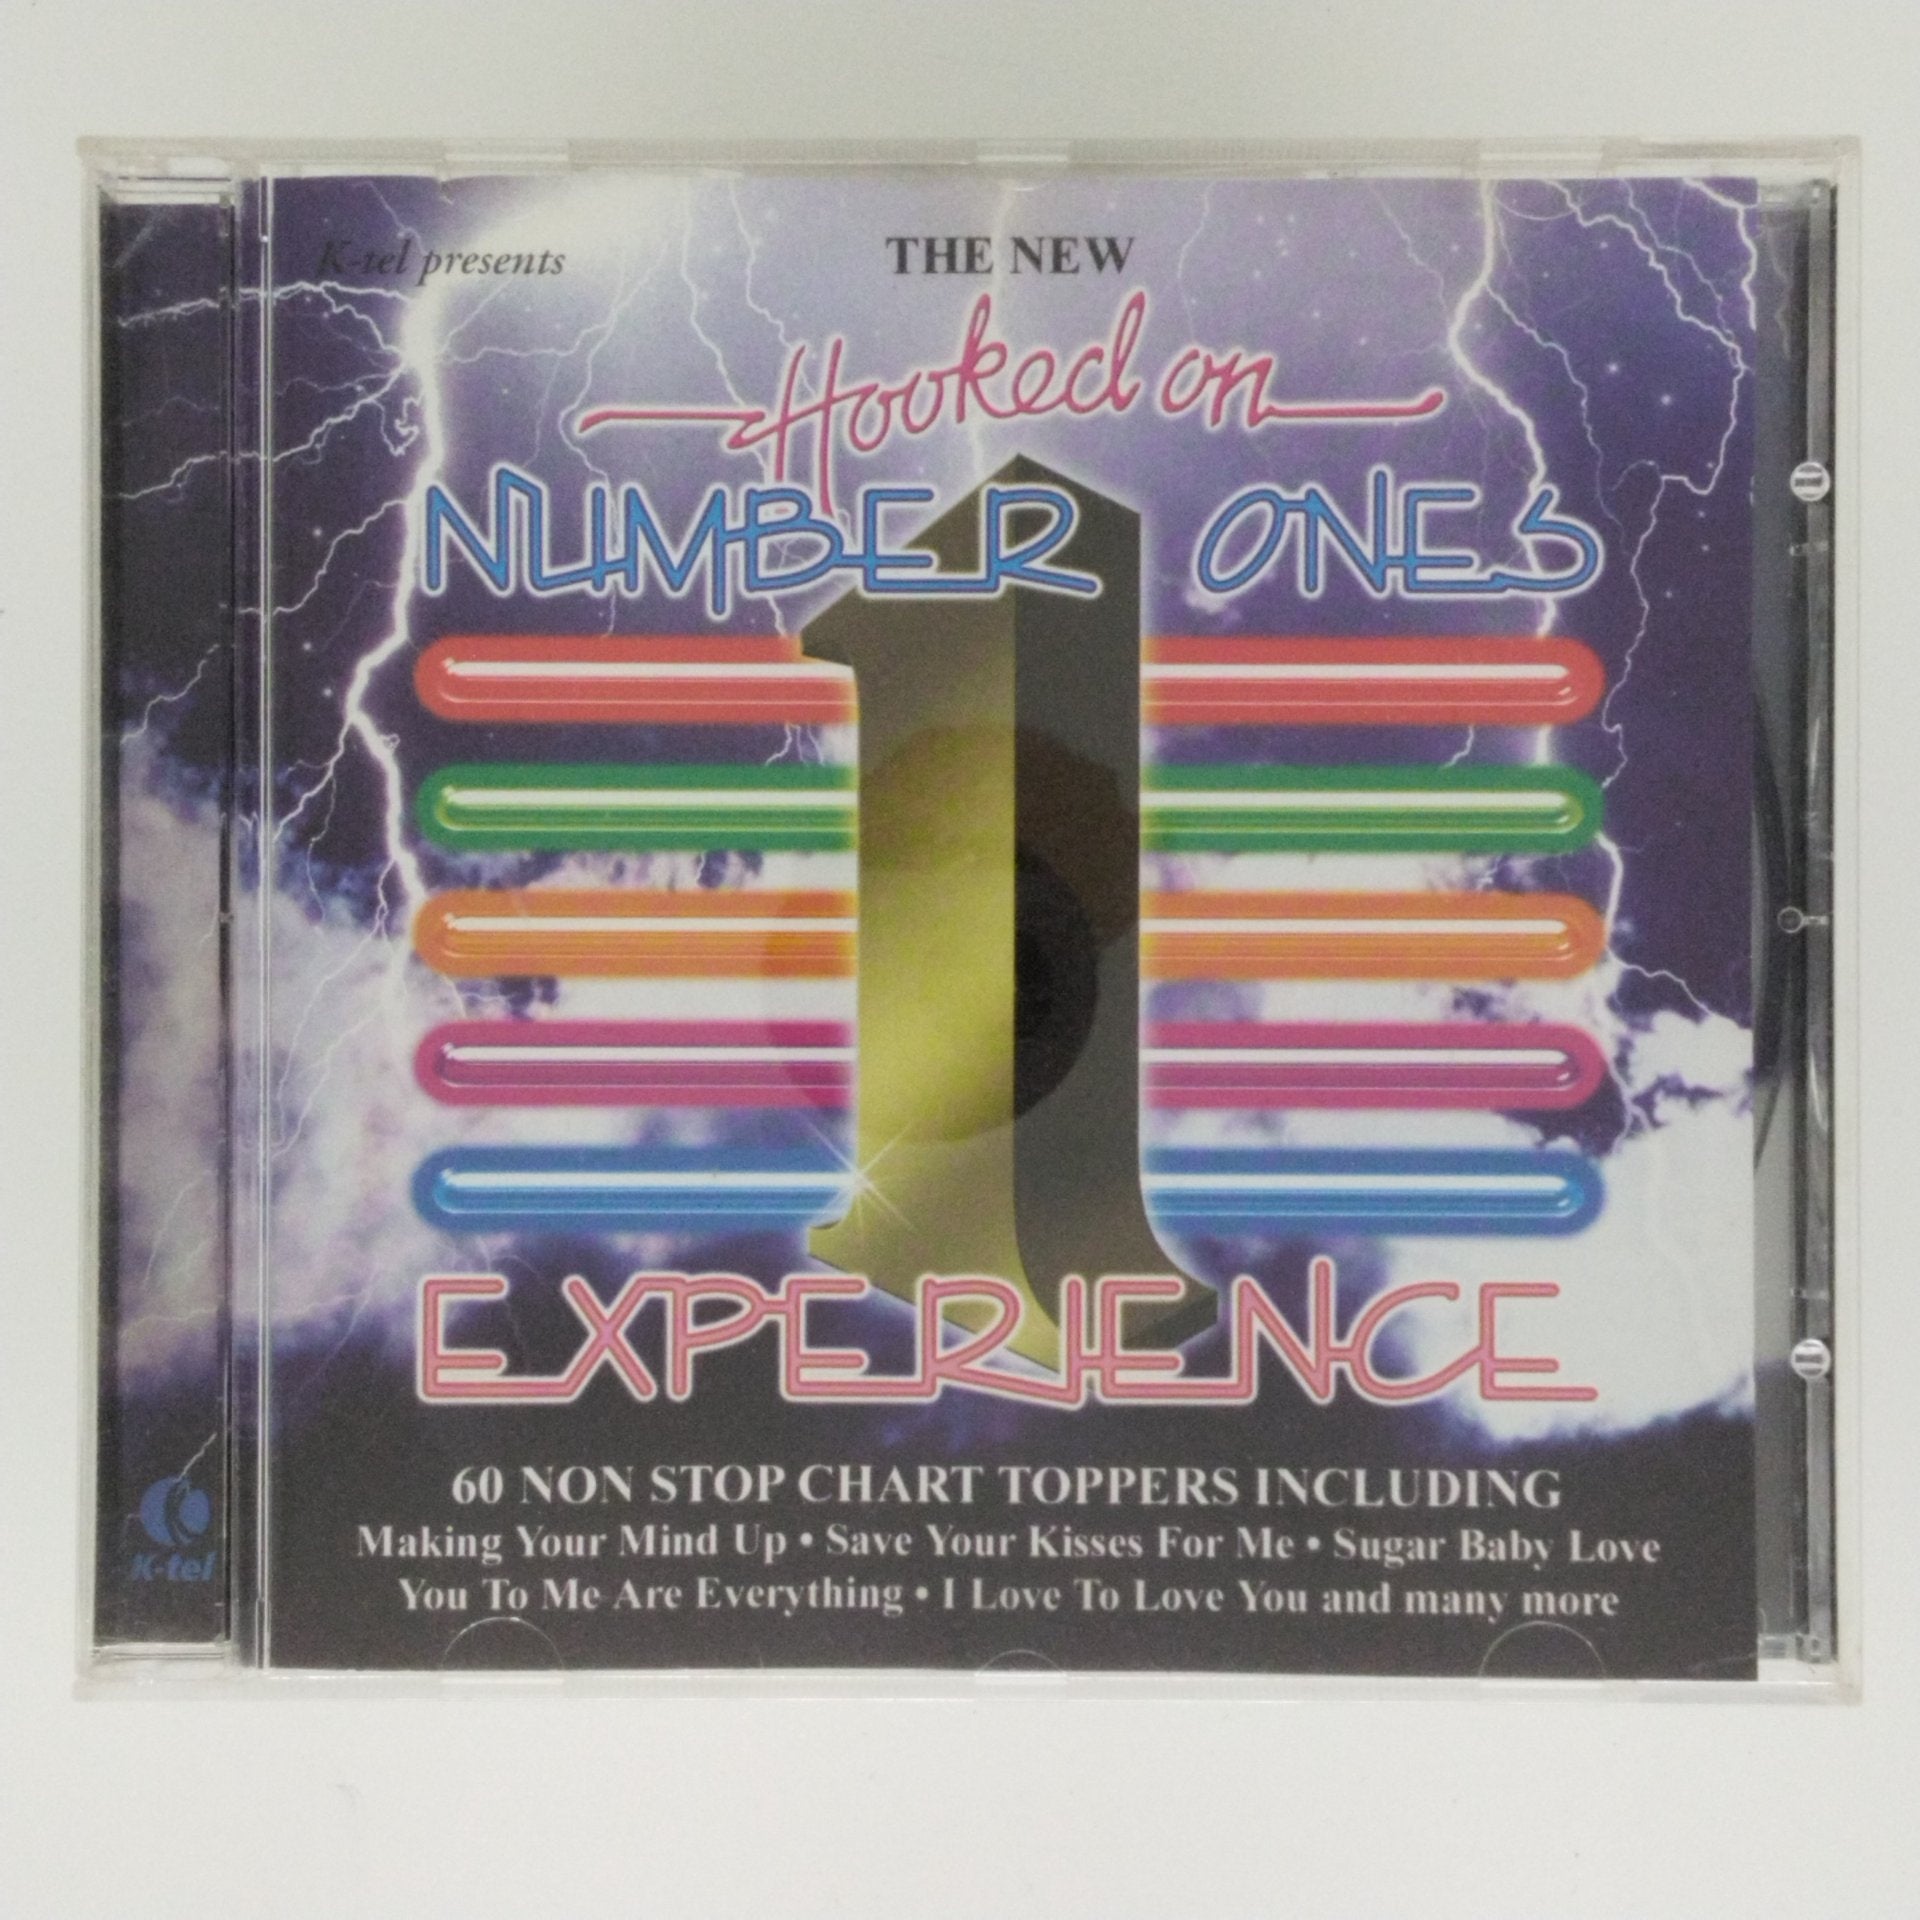 K-tel presents
THE NEW
Hooked on
NUMBER ONES
1
EXPERIENCE
60 NON STOP CHART TOPPERS INCLUDING
Making Your Mind Up • Save Your Kisses For Me • Sugar Baby Love
You To Me Are Everything • I Love To Love You and many more
K-tel